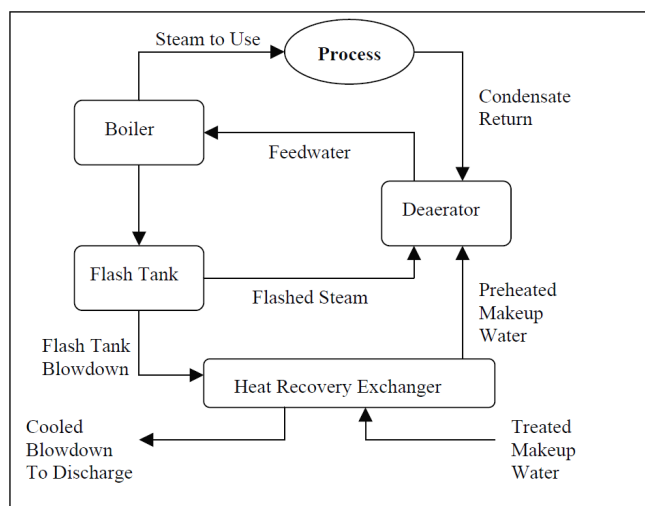 Steam to Use
Process
Condensate
Return
Boiler
Feedwater
Deaerator
Flash Tank
Flashed Steam
Preheated
Makeup
Water
Flash Tank
Blowdown
Heat Recovery Exchanger
Cooled
Blowdown
To Discharge
Treated
Makeup
Water